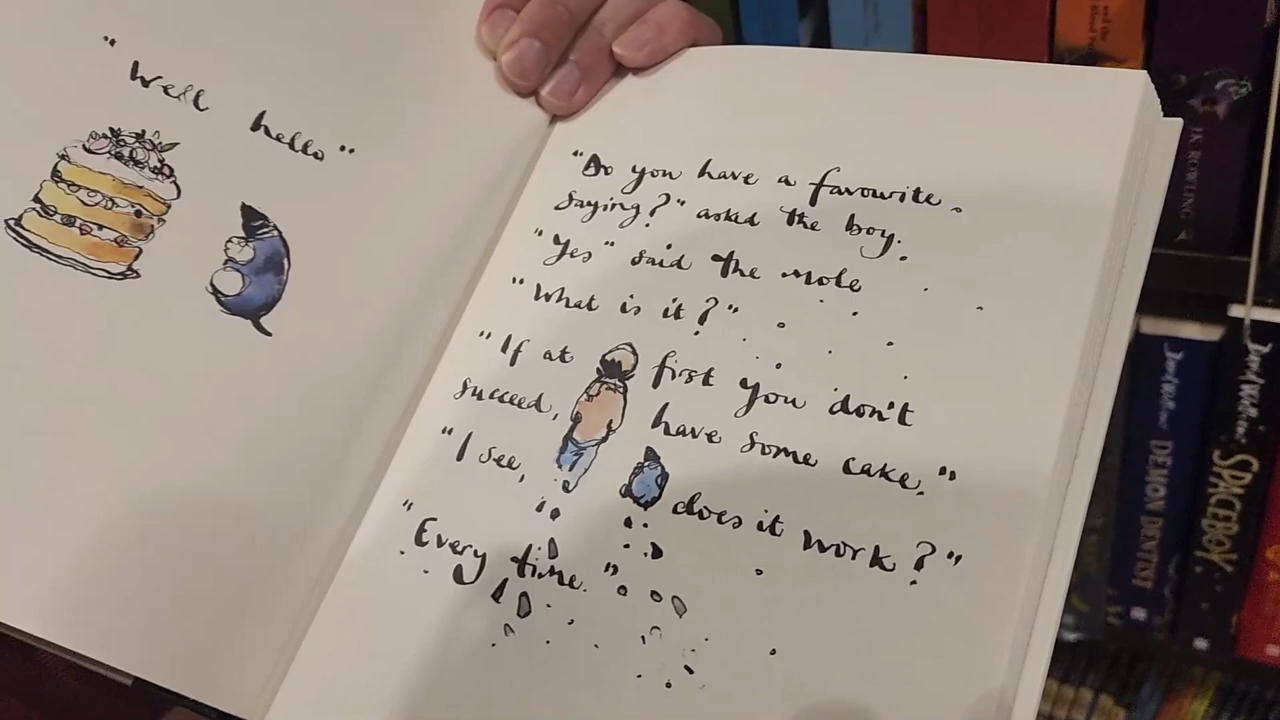 "Well hello"
"Do you have a favourite
saying?" asked the boy.
"Yes" said the mole
"What is it?"
"If at first you don't
succeed, have some cake."
"I see, does it work?"
"Every time."
J.K. ROWLING
DEMON DENTIST
SPACEBOY